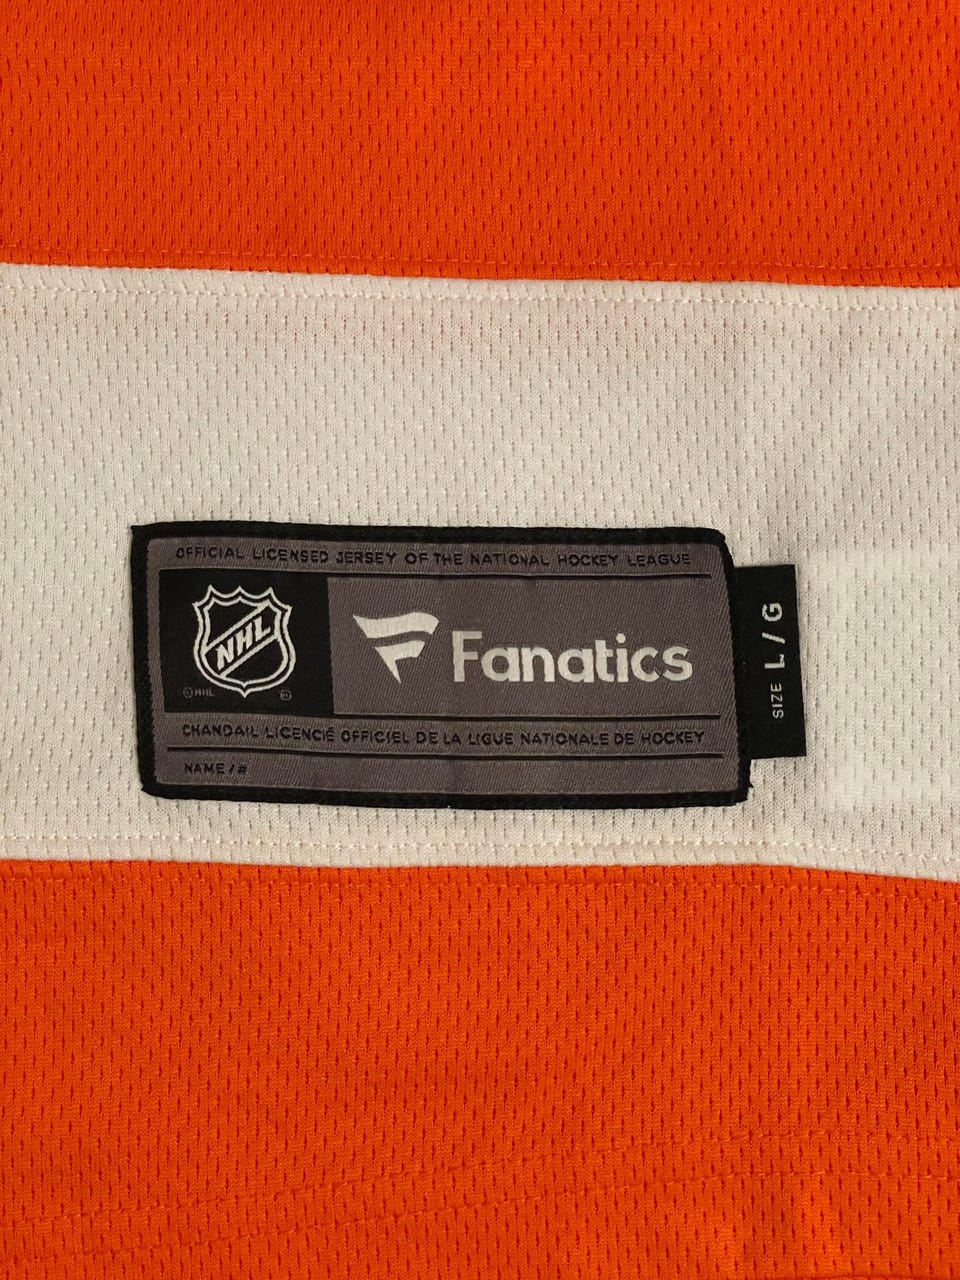 OFFICIAL LICENSED JERSEY OF THE NATIONAL HOCKEY LEAGUE
NHL
© NHL
Fanatics
CHANDAIL LICENCIÉ OFFICIEL DE LA LIGUE NATIONALE DE HOCKEY
NAME / #
SIZE L / G